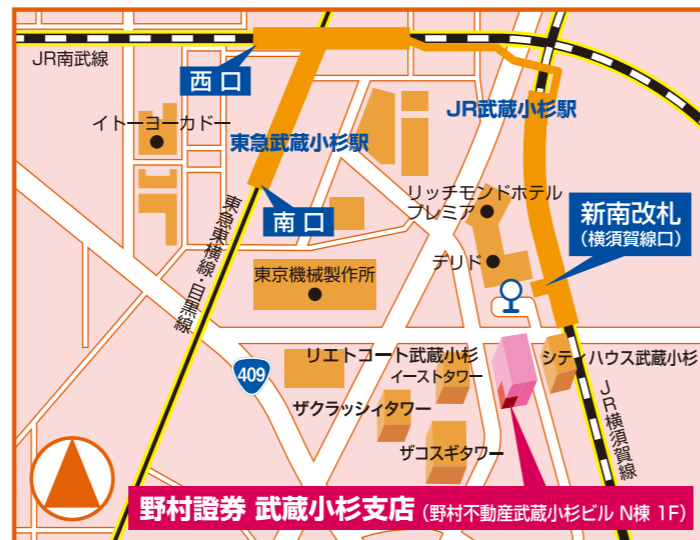 JR南武線
西口
イトーヨーカドー
東急武蔵小杉駅
JR武蔵小杉駅
リッチモンドホテル
プレミア
南口
新南改札
(横須賀線口)
デリド
東急東横線・目黒線
東京機械製作所
リエトコート武蔵小杉
イーストタワー
シティハウス武蔵小杉
409
ザクラッシィタワー
JR横須賀線
ザコスギタワー
野村證券 武蔵小杉支店 (野村不動産武蔵小杉ビル N棟 1F)